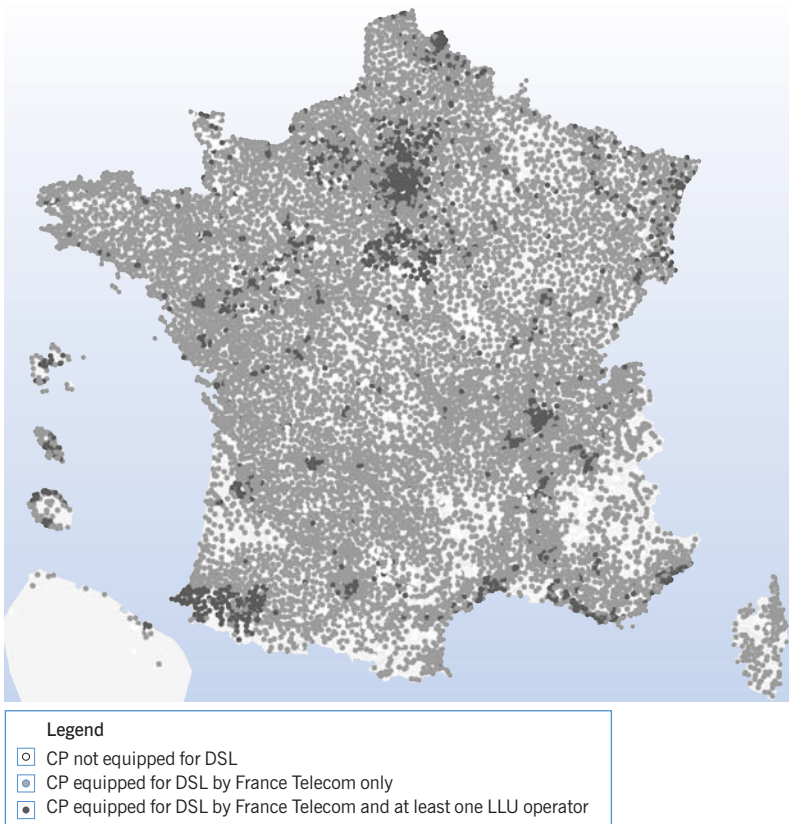 Legend
CP not equipped for DSL
CP equipped for DSL by France Telecom only
CP equipped for DSL by France Telecom and at least one LLU operator